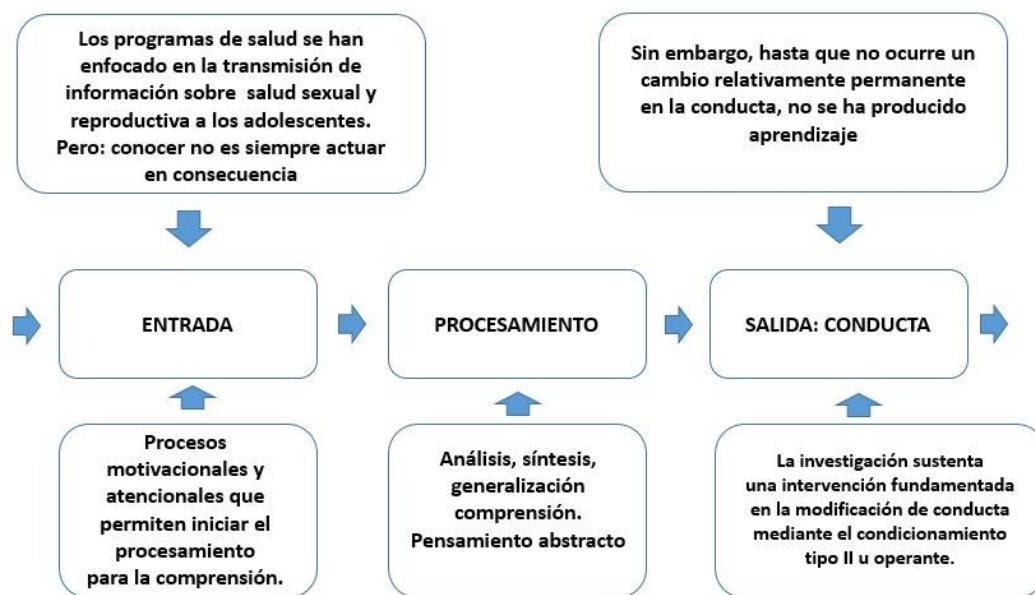 Los programas de salud se han
enfocado en la transmisión de
información sobre salud sexual y
reproductiva a los adolescentes.
Pero: conocer no es siempre actuar
en consecuencia
Sin embargo, hasta que no ocurre un
cambio relativamente permanente
en la conducta, no se ha producido
aprendizaje
ENTRADA
PROCESAMIENTO
SALIDA: CONDUCTA
Procesos
motivacionales y
atencionales que
permiten iniciar el
procesamiento
para la comprensión.
Análisis, síntesis,
generalización
comprensión.
Pensamiento abstracto
La investigación sustenta
una intervención fundamentada
en la modificación de conducta
mediante el condicionamiento
tipo II u operante.